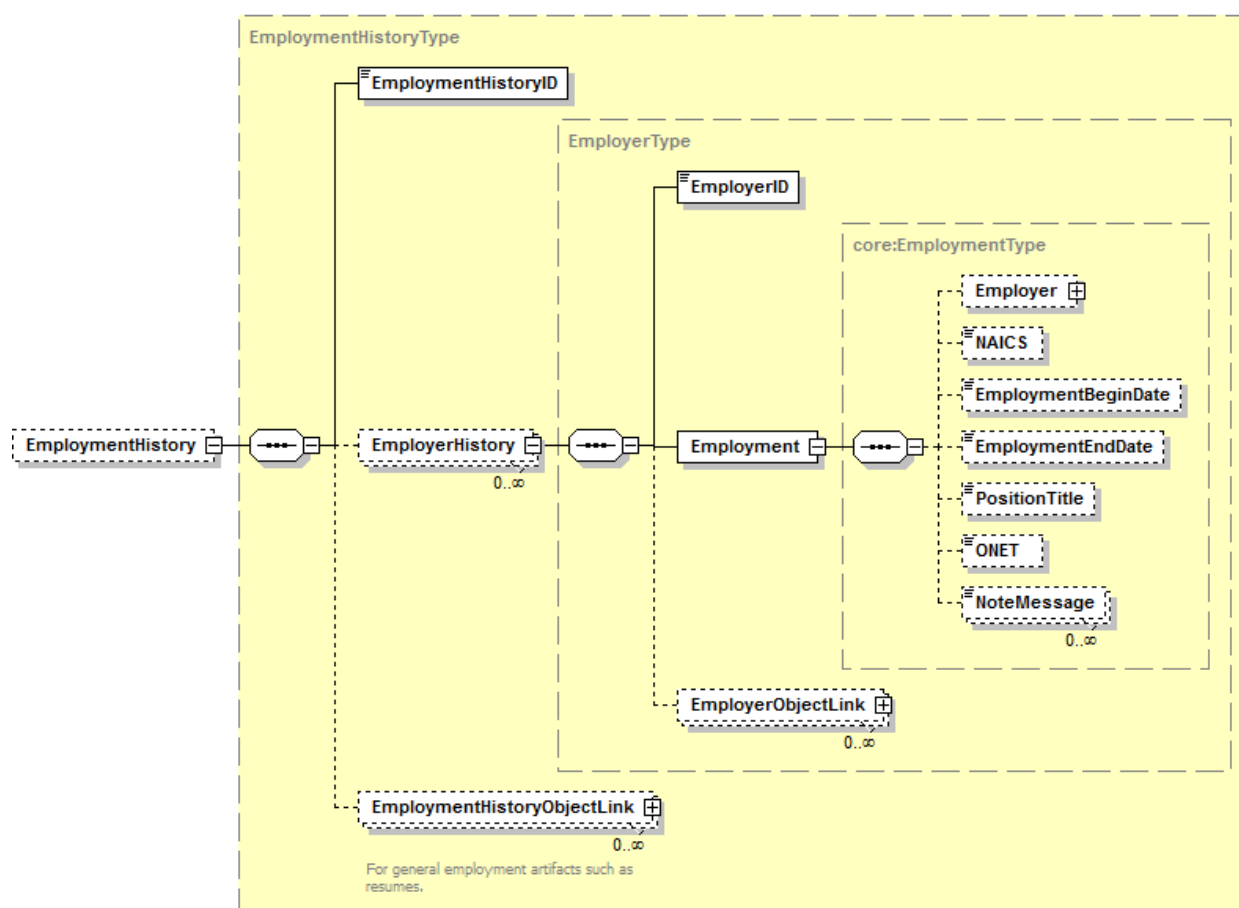 EmploymentHistoryType
EmploymentHistoryID
EmployerType
EmployerID
core:EmploymentType
Employer
NAICS
EmploymentBeginDate
EmploymentHistory
EmployerHistory
0..∞
Employment
EmploymentEndDate
PositionTitle
ONET
NoteMessage
0..∞
EmployerObjectLink
0..∞
EmploymentHistoryObjectLink
0..∞
For general employment artifacts such as
resumes.